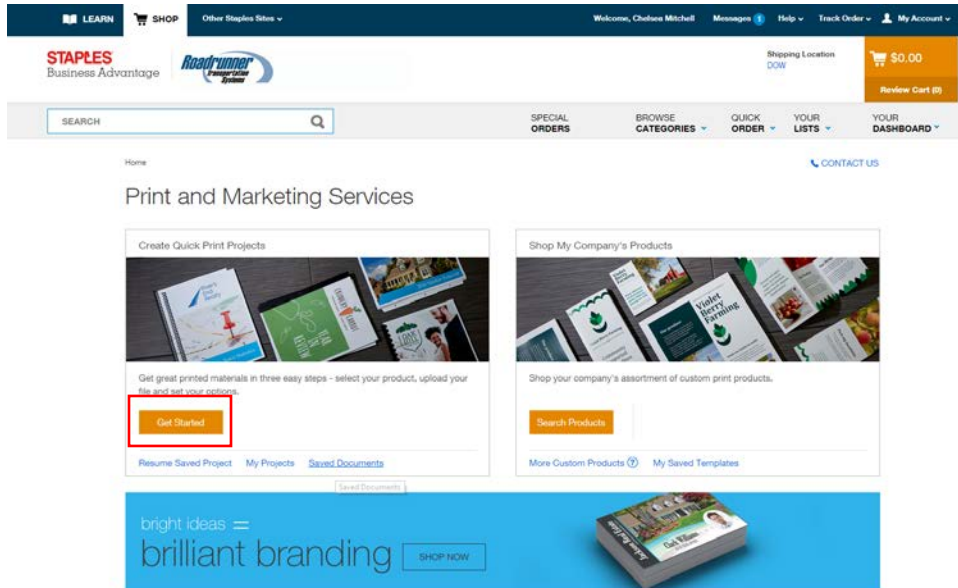 LEARN SHOP Other Staples Sites Welcome, Chelsea Mitchell Messages 1 Help Track Order My Account
STAPLES
Business Advantage
Roadrunner
Transportation
Systems
Shipping Location
DOW
$0.00
Review Cart (0)
SEARCH
SPECIAL
ORDERS
BROWSE
CATEGORIES
QUICK
ORDER
YOUR
LISTS
YOUR
DASHBOARD
Home
CONTACT US
Print and Marketing Services
Create Quick Print Projects
Get great printed materials in three easy steps - select your product, upload your
file and set your options.
Get Started
Resume Saved Project My Projects Saved Documents
Saved Documents
Shop My Company's Products
Violet
Berry
Farming
Shop your company's assortment of custom print products.
Search Products
More Custom Products ? My Saved Templates
bright ideas =
brilliant branding
SHOP NOW